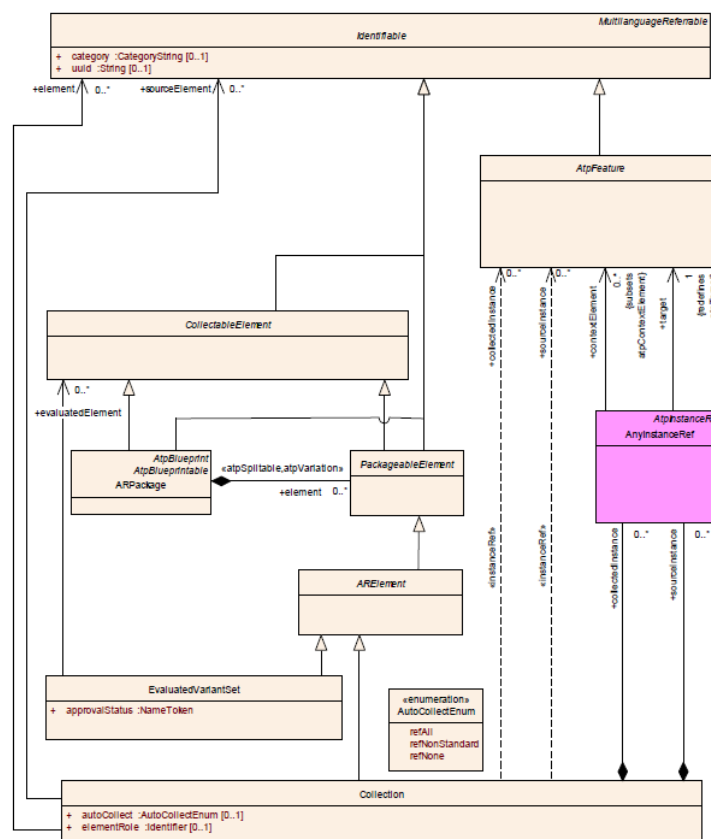 MultilanguageReferrable
Identifiable
+ category :CategoryString [0..1]
+ uuid :String [0..1]
+element 0..*
+sourceElement 0..*
AtpFeature
0..*
0..*
0..*
1
{subsets
atpContextElement}
{redefines
+collectedInstance
+sourceInstance
+contextElement
+target
CollectableElement
0..*
+evaluatedElement
AtpBlueprint
AtpBlueprintable
ARPackage
«atpSplitable,atpVariation»
+element 0..*
PackageableElement
AnyInstanceRef
«instanceRef»
«instanceRef»
0..*
0..*
+collectedInstance
+sourceInstance
ARElement
EvaluatedVariantSet
+ approvalStatus :NameToken
«enumeration»
AutoCollectEnum
refAll
refNonStandard
refNone
Collection
+ autoCollect :AutoCollectEnum [0..1]
+ elementRole :Identifier [0..1]